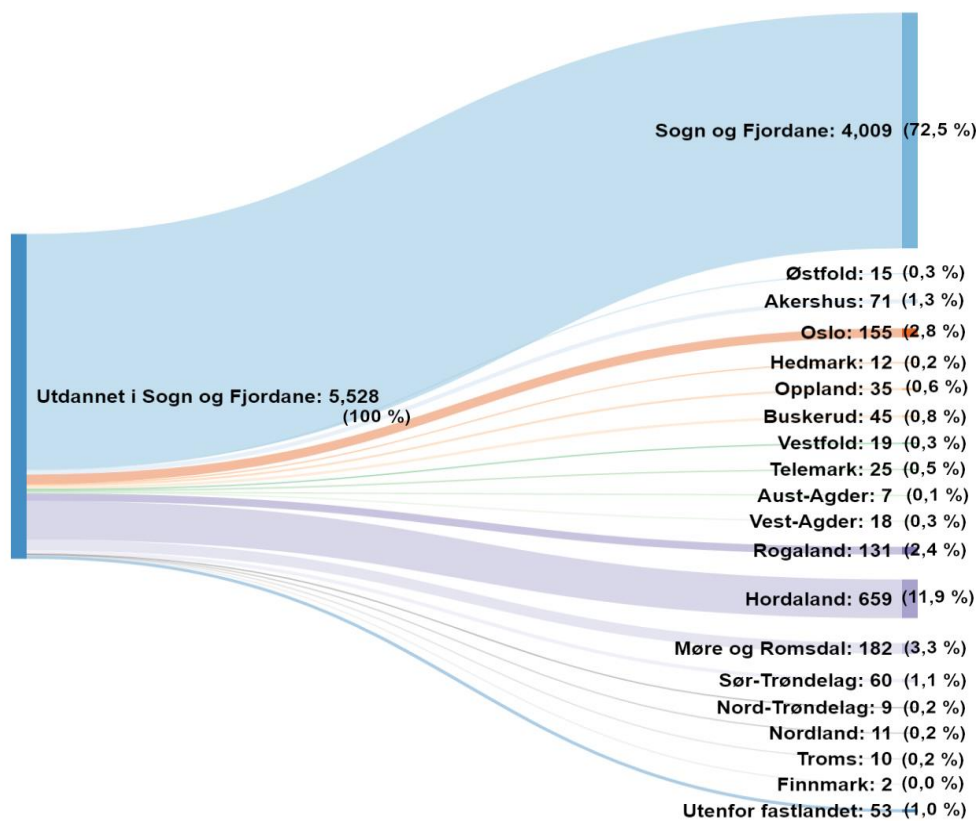 Sogn og Fjordane: 4,009 (72,5 %)
Østfold: 15 (0,3 %)
Akershus: 71 (1,3 %)
Oslo: 155 (2,8 %)
Hedmark: 12 (0,2 %)
Oppland: 35 (0,6 %)
Utdannet i Sogn og Fjordane: 5,528
(100 %)
Buskerud: 45 (0,8 %)
Vestfold: 19 (0,3 %)
Telemark: 25 (0,5 %)
Aust-Agder: 7 (0,1 %)
Vest-Agder: 18 (0,3 %)
Rogaland: 131 (2,4 %)
Hordaland: 659 (11,9 %)
Møre og Romsdal: 182 (3,3 %)
Sør-Trøndelag: 60 (1,1 %)
Nord-Trøndelag: 9 (0,2 %)
Nordland: 11 (0,2 %)
Troms: 10 (0,2 %)
Finnmark: 2 (0,0 %)
Utenfor fastlandet: 53 (1,0 %)